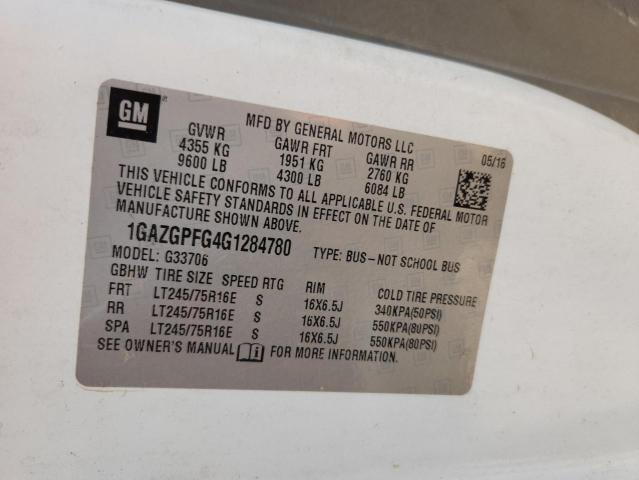 GM
MFD BY GENERAL MOTORS LLC
GVWR GAWR FRT GAWR RR 05/16
4355 KG 1951 KG 2760 KG
9600 LB 4300 LB 6084 LB
THIS VEHICLE CONFORMS TO ALL APPLICABLE U.S. FEDERAL MOTOR
VEHICLE SAFETY STANDARDS IN EFFECT ON THE DATE OF
MANUFACTURE SHOWN ABOVE.
1GAZGPFG4G1284780 TYPE: BUS-NOT SCHOOL BUS
MODEL: G33706
GBHW TIRE SIZE SPEED RTG RIM COLD TIRE PRESSURE
FRT LT245/75R16E S 16X6.5J 340KPA(50PSI)
RR LT245/75R16E S 16X6.5J 550KPA(80PSI)
SPA LT245/75R16E S 16X6.5J 550KPA(80PSI)
SEE OWNER'S MANUAL FOR MORE INFORMATION.